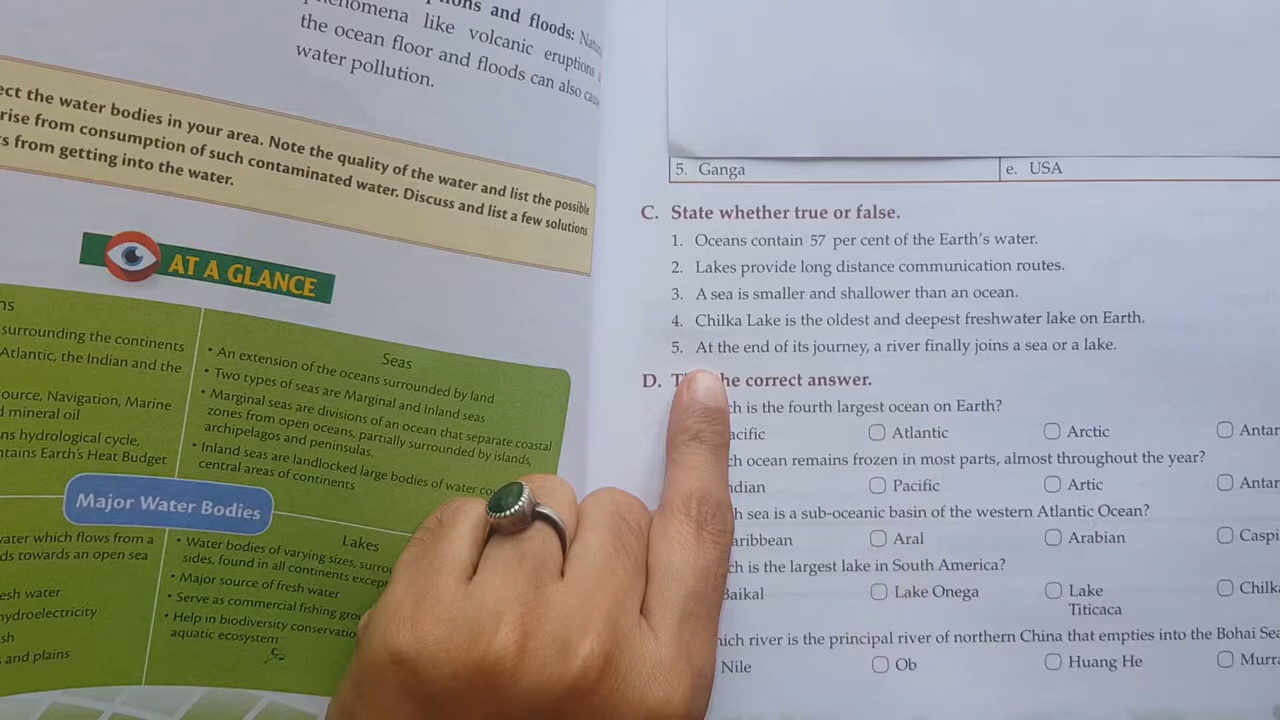 ons and floods:
phenomena like volcanic eruptions
the ocean floor and floods can also
water pollution.
ect the water bodies in your area. Note the quality of the water and list the possible
rise from consumption of such contaminated water. Discuss and list a few solutions
s from getting into the water.
AT A GLANCE
ns
surrounding the continents
Atlantic, the Indian and the
ource, Navigation, Marine
d mineral oil
ns hydrological cycle,
ntains Earth's Heat Budget
Seas
• An extension of the oceans surrounded by land
• Two types of seas are Marginal and Inland seas
• Marginal seas are divisions of an ocean that separate coastal
zones from open oceans, partially surrounded by islands,
archipelagos and peninsulas.
• Inland seas are landlocked large bodies of water
central areas of continents
Major Water Bodies
vater which flows from a
ds towards an open sea
esh water
hydroelectricity
sh
and plains
Lakes
• Water bodies of varying sizes,
sides, found in all continents
• Major source of fresh water
• Serve as commercial fishing
• Help in biodiversity
aquatic ecosystem
5. Ganga e. USA
C. State whether true or false.
1. Oceans contain 57 per cent of the Earth's water.
2. Lakes provide long distance communication routes.
3. A sea is smaller and shallower than an ocean.
4. Chilka Lake is the oldest and deepest freshwater lake on Earth.
5. At the end of its journey, a river finally joins a sea or a lake.
D. T he correct answer.
ch is the fourth largest ocean on Earth?
acific Atlantic Arctic Antar
ch ocean remains frozen in most parts, almost throughout the year?
ndian Pacific Artic Antar
h sea is a sub-oceanic basin of the western Atlantic Ocean?
aribbean Aral Arabian Caspi
ch is the largest lake in South America?
Baikal Lake Onega Lake Titicaca Chilk
hich river is the principal river of northern China that empties into the Bohai Se
Nile Ob Huang He Murr